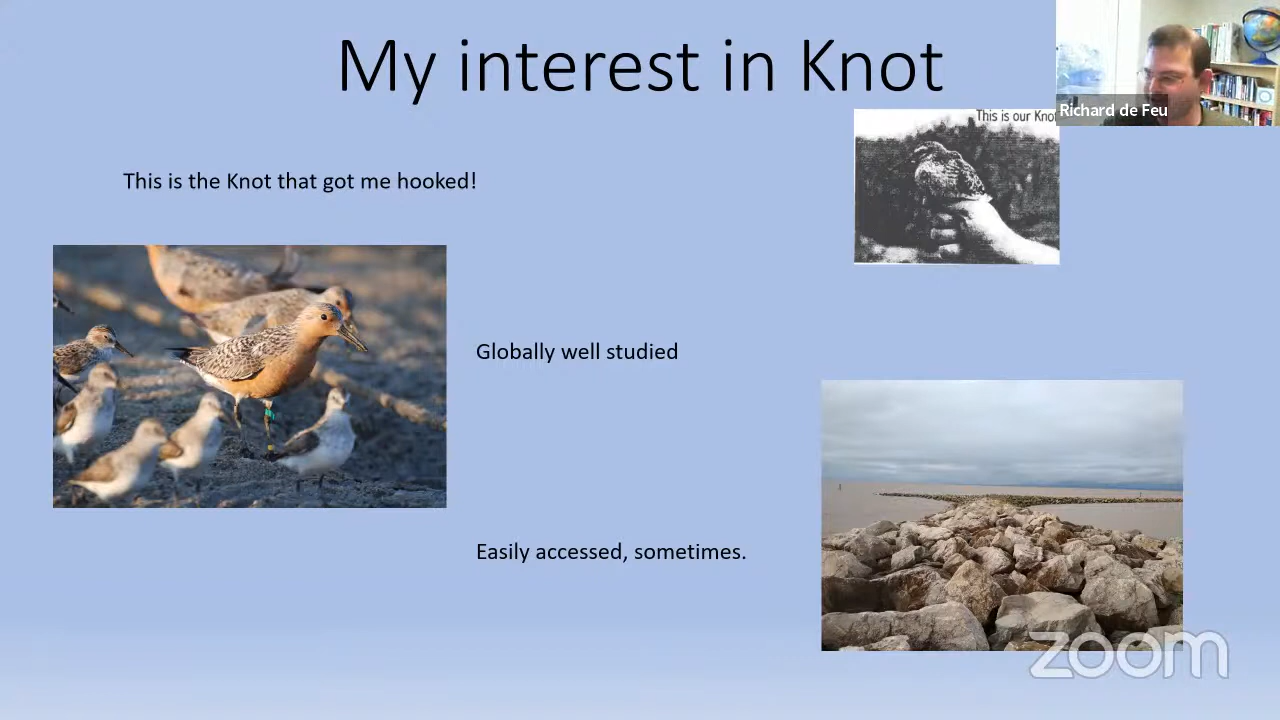 My interest in Knot
Richard de Feu
This is our Knot
This is the Knot that got me hooked!
Globally well studied
Easily accessed, sometimes.
zoom